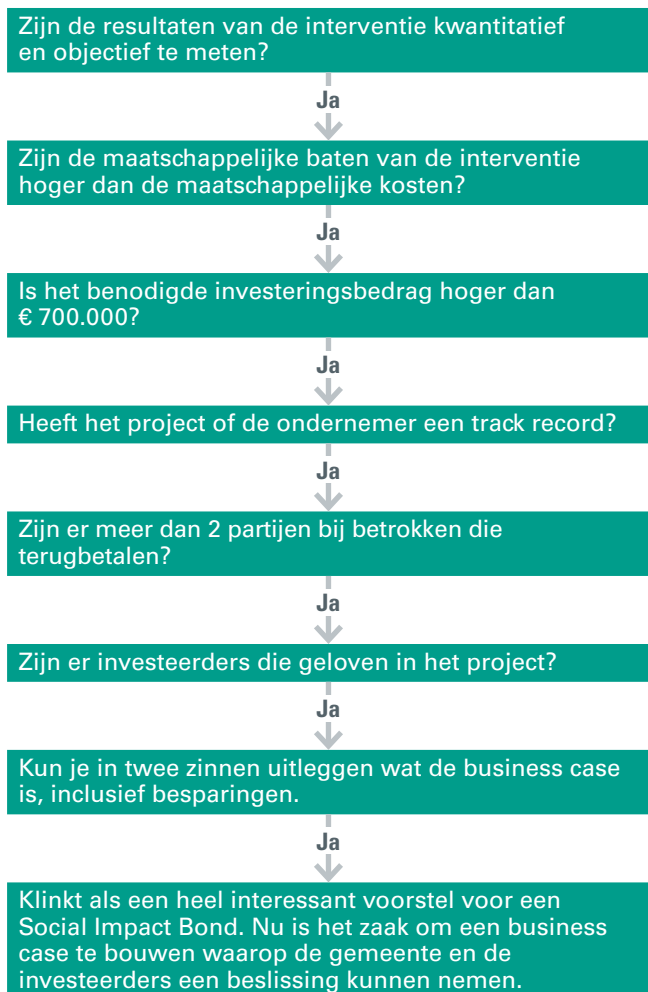 Zijn de resultaten van de interventie kwantitatief
en objectief te meten?
Ja
Zijn de maatschappelijke baten van de interventie
hoger dan de maatschappelijke kosten?
Ja
Is het benodigde investeringsbedrag hoger dan
€ 700.000?
Ja
Heeft het project of de ondernemer een track record?
Ja
Zijn er meer dan 2 partijen bij betrokken die
terugbetalen?
Ja
Zijn er investeerders die geloven in het project?
Ja
Kun je in twee zinnen uitleggen wat de business case
is, inclusief besparingen.
Ja
Klinkt als een heel interessant voorstel voor een
Social Impact Bond. Nu is het zaak om een business
case te bouwen waarop de gemeente en de
investeerders een beslissing kunnen nemen.